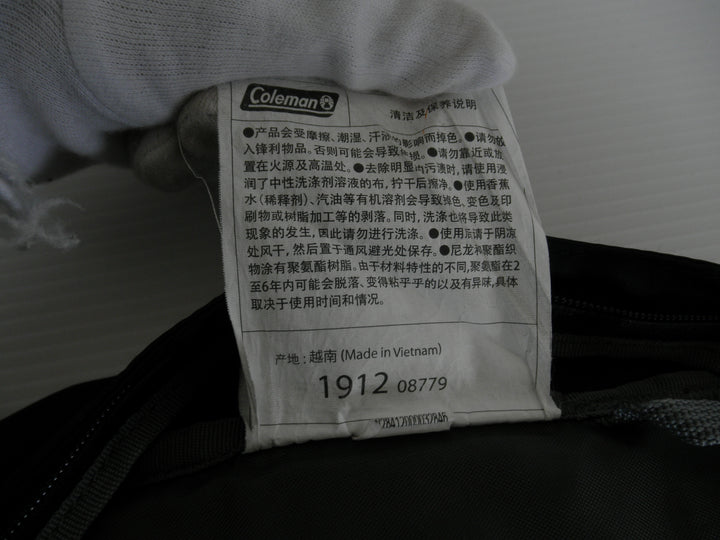 Coleman
清洁及保养说明
●产品会受摩擦、潮湿、汗渍的影响而掉色。●请勿放
入锋利物品。否则可能会导致破损。●请勿靠近或放
置在火源及高温处。●去除明显的污渍时,请使用浸
润了中性洗涤剂溶液的布,拧干后擦净。●使用香蕉
水(稀释剂)、汽油等有机溶剂会导致掉色、变色及印
刷物或树脂加工等的剥落。同时,洗涤也将导致此类
现象的发生,因此请勿进行洗涤。●使用后请于阴凉
处风干,然后置于通风避光处保存。●尼龙和聚酯织
物涂有聚氨酯树脂。由于材料特性的不同,聚氨酯在2
至6年内可能会脱落、变得粘乎乎的以及有异味,具体
取决于使用时间和情况。
产地:越南 (Made in Vietnam)
1912 08779